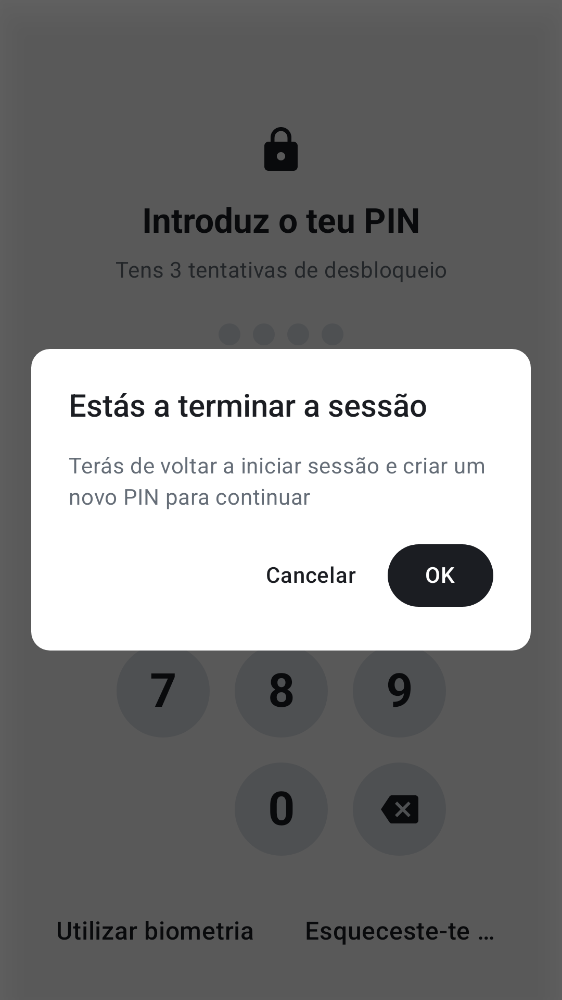 Introduz o teu PIN
Tens 3 tentativas de desbloqueio
Estás a terminar a sessão
Terás de voltar a iniciar sessão e criar um
novo PIN para continuar
Cancelar OK
7 8 9
0
Utilizar biometria Esqueceste-te ...